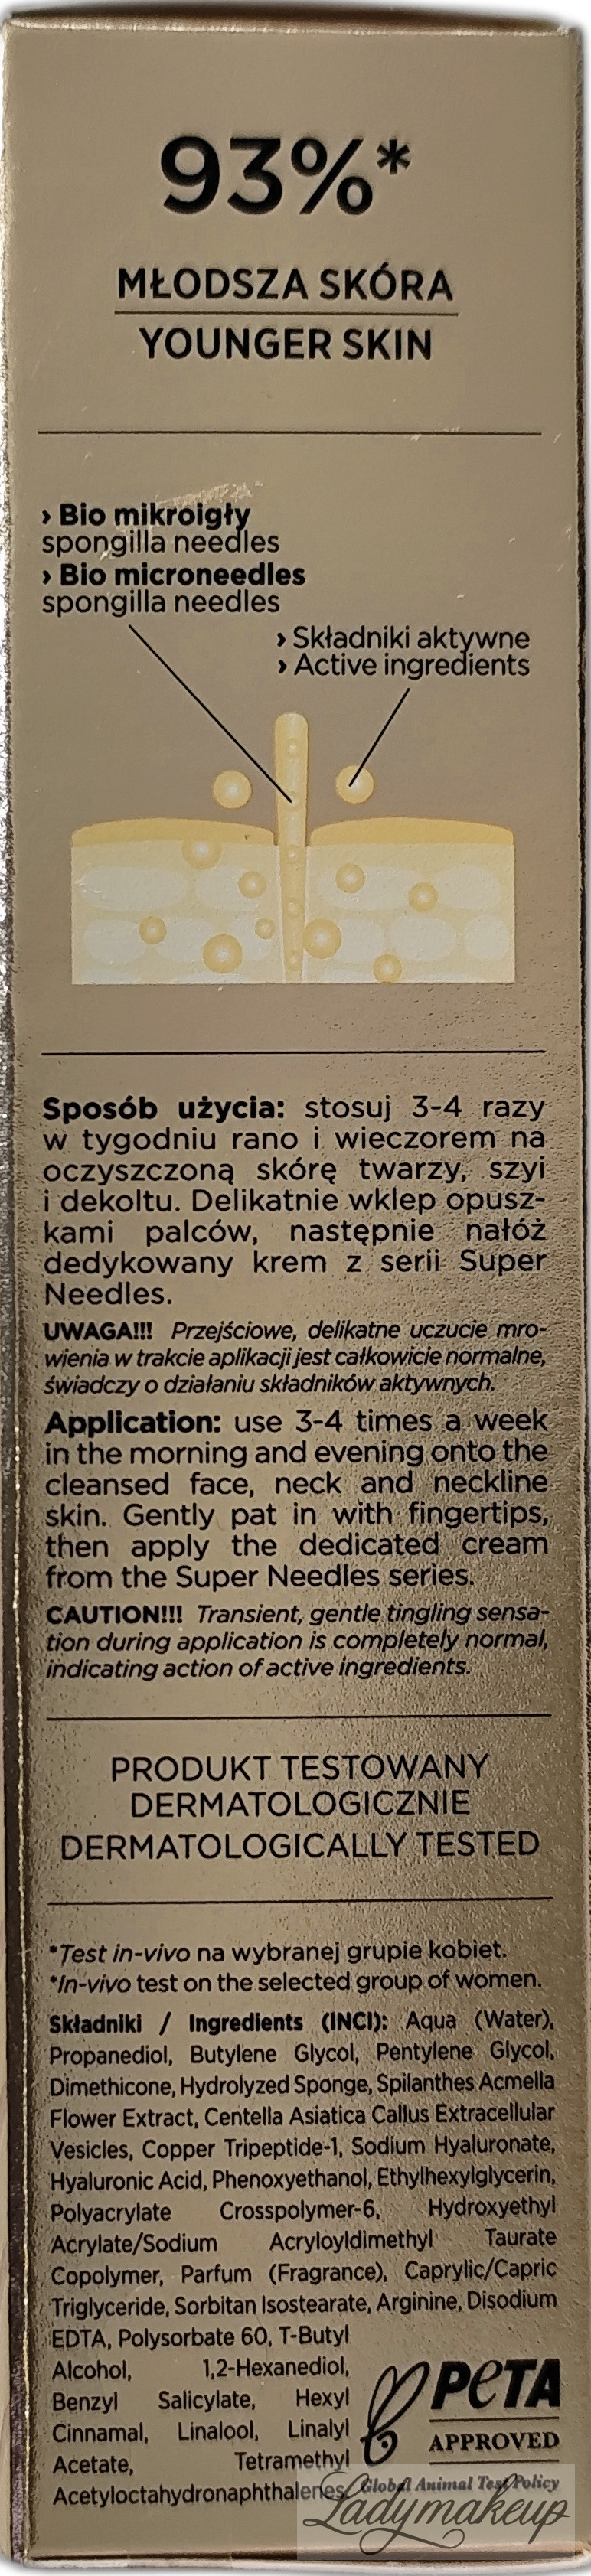 93%*
MŁODSZA SKÓRA
YOUNGER SKIN
› Bio mikroigły
spongilla needles
› Bio microneedles
spongilla needles
› Składniki aktywne
› Active ingredients
Sposób użycia: stosuj 3-4 razy
w tygodniu rano i wieczorem na
oczyszczoną skórę twarzy, szyi
i dekoltu. Delikatnie wklep opusz-
kami palców, następnie nałóż
dedykowany krem z serii Super
Needles.
UWAGA!!! Przejściowe, delikatne uczucie mro-
wienia w trakcie aplikacji jest całkowicie normalne,
świadczy o działaniu składników aktywnych.
Application: use 3-4 times a week
in the morning and evening onto the
cleansed face, neck and neckline
skin. Gently pat in with fingertips,
then apply the dedicated cream
from the Super Needles series.
CAUTION!!! Transient, gentle tingling sensa-
tion during application is completely normal,
indicating action of active ingredients.
PRODUKT TESTOWANY
DERMATOLOGICZNIE
DERMATOLOGICALLY TESTED
*Test in-vivo na wybranej grupie kobiet.
*In-vivo test on the selected group of women.
Składniki / Ingredients (INCI): Aqua (Water),
Propanediol, Butylene Glycol, Pentylene Glycol,
Dimethicone, Hydrolyzed Sponge, Spilanthes Acmella
Flower Extract, Centella Asiatica Callus Extracellular
Vesicles, Copper Tripeptide-1, Sodium Hyaluronate,
Hyaluronic Acid, Phenoxyethanol, Ethylhexylglycerin,
Polyacrylate Crosspolymer-6, Hydroxyethyl
Acrylate/Sodium Acryloyldimethyl Taurate
Copolymer, Parfum (Fragrance), Caprylic/Capric
Triglyceride, Sorbitan Isostearate, Arginine, Disodium
EDTA, Polysorbate 60, T-Butyl
Alcohol, 1,2-Hexanediol,
Benzyl Salicylate, Hexyl
Cinnamal, Linalool, Linalyl
Acetate, Tetramethyl
Acetyloctahydronaphthalenes.
PETA
APPROVED
Global Animal Test Policy
Ladymakeup